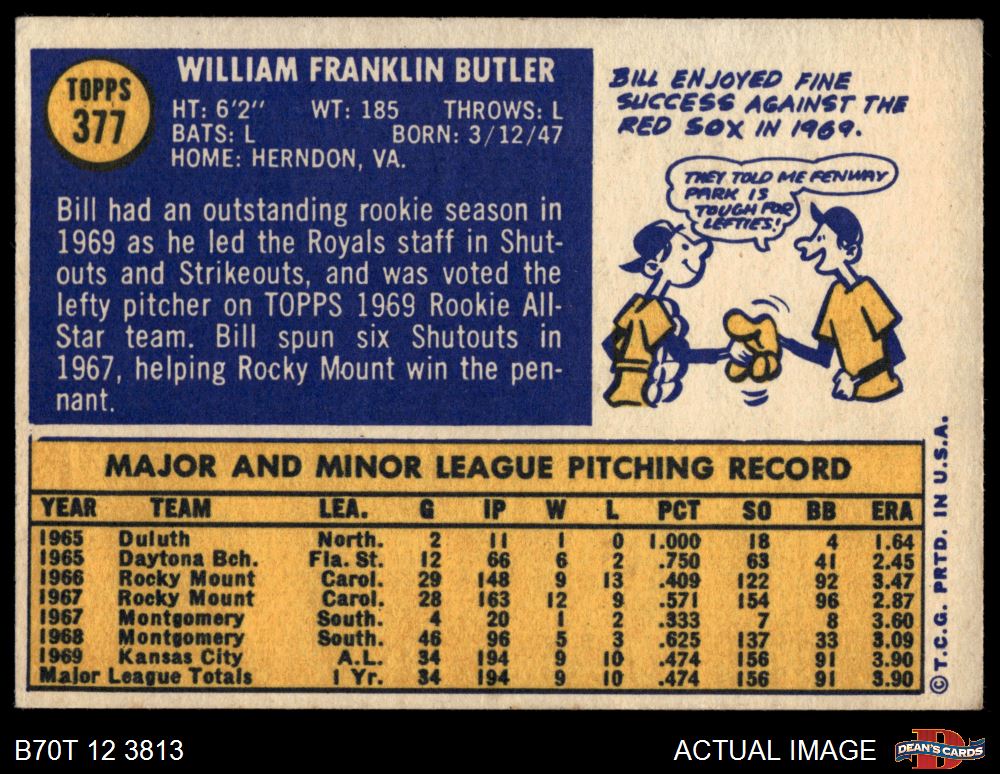 TOPPS
377
WILLIAM FRANKLIN BUTLER
HT: 6'2" WT: 185 THROWS: L
BATS: L BORN: 3/12/47
HOME: HERNDON, VA.
Bill had an outstanding rookie season in
1969 as he led the Royals staff in Shut-
outs and Strikeouts, and was voted the
lefty pitcher on TOPPS 1969 Rookie All-
Star team. Bill spun six Shutouts in
1967, helping Rocky Mount win the pen-
nant.
BILL ENJOYED FINE
SUCCESS AGAINST THE
RED SOX IN 1969.
THEY TOLD ME FENWAY
PARK IS
TOUGH FOR
LEFTIES!
MAJOR AND MINOR LEAGUE PITCHING RECORD
YEAR TEAM LEA. G IP W L PCT SO BB ERA
1965 Duluth North. 2 11 1 0 1.000 18 4 1.64
1965 Daytona Bch. Fla. St. 12 66 6 2 .750 63 41 2.45
1966 Rocky Mount Carol. 29 148 9 13 .409 122 92 3.47
1967 Rocky Mount Carol. 28 163 12 9 .571 154 96 2.87
1967 Montgomery South. 4 20 1 2 .333 7 8 3.60
1968 Montgomery South. 46 96 5 3 .625 137 33 3.09
1969 Kansas City A.L. 34 194 9 10 .474 156 91 3.90
Major League Totals 1 Yr. 34 194 9 10 .474 156 91 3.90
© T.C.G. PRTD. IN U.S.A.
B70T 12 3813
ACTUAL IMAGE
D
DEAN'S CARDS